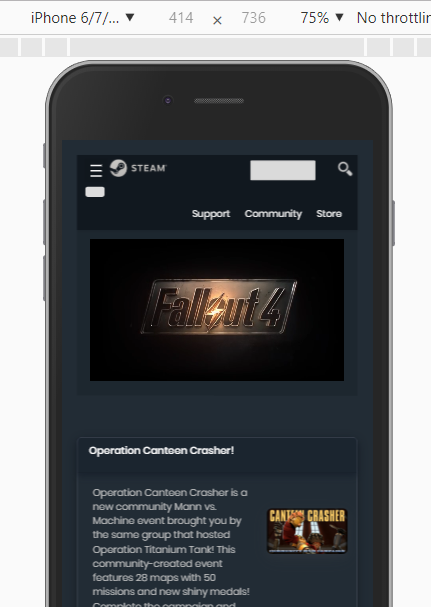 iPhone 6/7/... ▼ 414 × 736 75% ▼ No throttlin
STEAM
Support Community Store
Fallout 4
Operation Canteen Crasher!
Operation Canteen Crasher is a
new community Mann vs.
Machine event brought you by
the same group that hosted
Operation Titanium Tank! This
community-created event
features 28 maps with 50
missions and new shiny medals!
Complete the campaign and
CANTEEN CRASHER